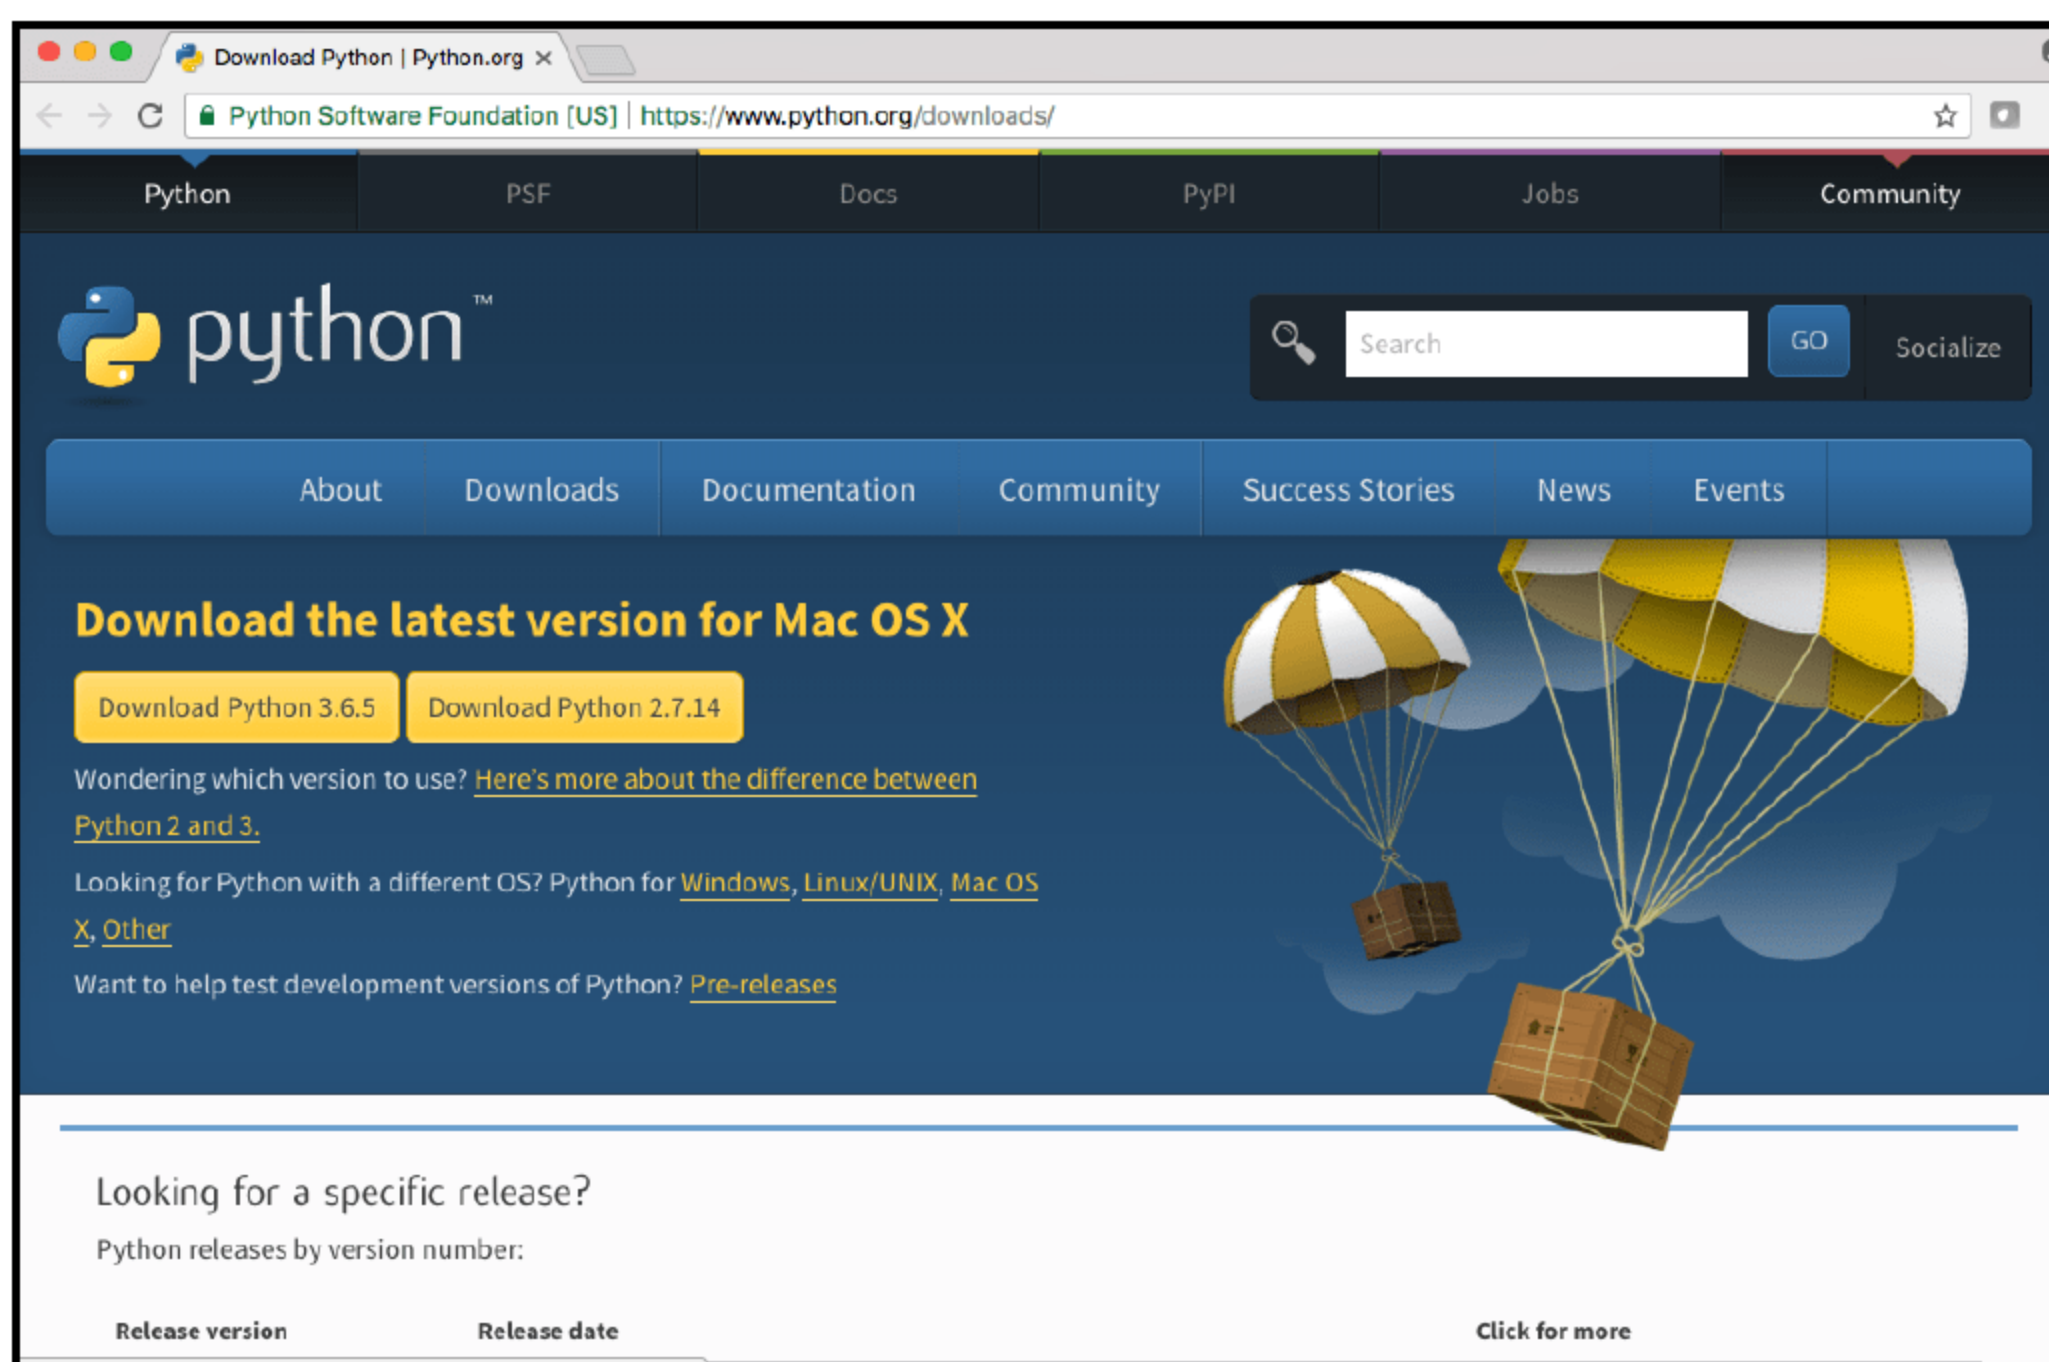 Download Python | Python.org
Python Software Foundation [US] | https://www.python.org/downloads/
Python PSF Docs PyPI Jobs Community
python™
Search GO Socialize
About Downloads Documentation Community Success Stories News Events
Download the latest version for Mac OS X
Download Python 3.6.5 Download Python 2.7.14
Wondering which version to use? Here's more about the difference between
Python 2 and 3.
Looking for Python with a different OS? Python for Windows, Linux/UNIX, Mac OS
X, Other
Want to help test development versions of Python? Pre-releases
Looking for a specific release?
Python releases by version number:
Release version Release date Click for more